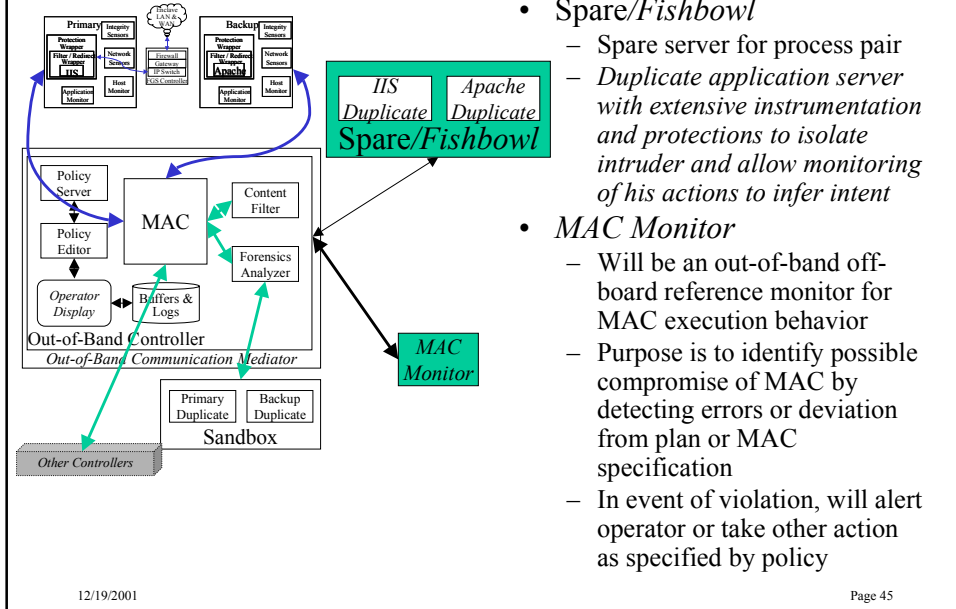 Enclave
LAN &
WAN
Primary
Integrity
Sensors
Protection
Wrapper
Filter / Redirect
Wrapper
IIS
Network
Sensors
Host
Monitor
Application
Monitor
Firewall
Gateway
IP Switch
Backup
Integrity
Sensors
Protection
Wrapper
Filter / Redirect
Wrapper
Apache
Network
Sensors
Host
Monitor
Application
Monitor
IIS
Duplicate
Apache
Duplicate
Spare/Fishbowl
Policy
Server
Policy
Editor
MAC
Content
Filter
Forensics
Analyzer
Operator
Display
Buffers &
Logs
Out-of-Band Controller
Out-of-Band Communication Mediator
MAC
Monitor
Primary
Duplicate
Backup
Duplicate
Sandbox
Other Controllers
• Spare/Fishbowl
– Spare server for process pair
– Duplicate application server
with extensive instrumentation
and protections to isolate
intruder and allow monitoring
of his actions to infer intent
• MAC Monitor
– Will be an out-of-band off-
board reference monitor for
MAC execution behavior
– Purpose is to identify possible
compromise of MAC by
detecting errors or deviation
from plan or MAC
specification
– In event of violation, will alert
operator or take other action
as specified by policy
12/19/2001
Page 45